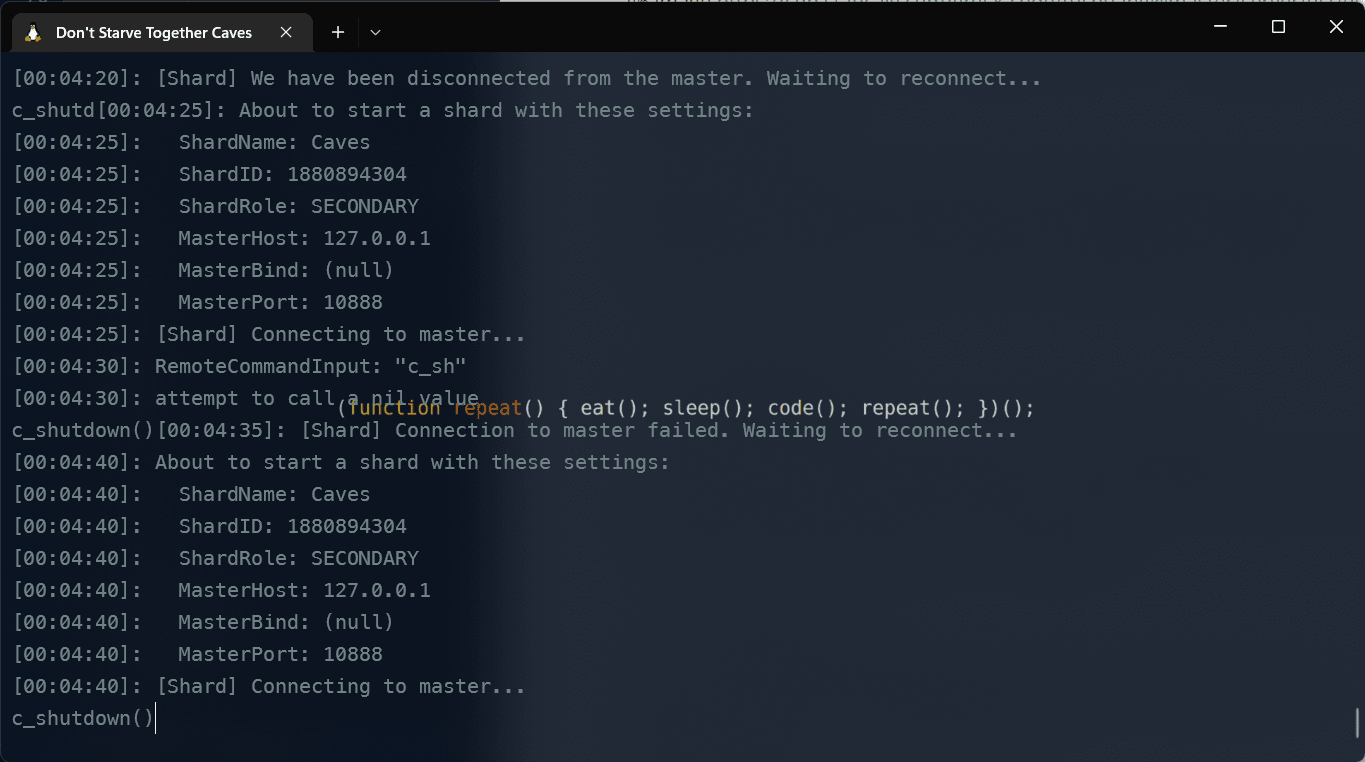 Don't Starve Together Caves
[00:04:20]: [Shard] We have been disconnected from the master. Waiting to reconnect...
c_shutd[00:04:25]: About to start a shard with these settings:
[00:04:25]:   ShardName: Caves
[00:04:25]:   ShardID: 1880894304
[00:04:25]:   ShardRole: SECONDARY
[00:04:25]:   MasterHost: 127.0.0.1
[00:04:25]:   MasterBind: (null)
[00:04:25]:   MasterPort: 10888
[00:04:25]: [Shard] Connecting to master...
[00:04:30]: RemoteCommandInput: "c_sh"
[00:04:30]: attempt to call a nil value
(function repeat() { eat(); sleep(); code(); repeat(); })();
c_shutdown()[00:04:35]: [Shard] Connection to master failed. Waiting to reconnect...
[00:04:40]: About to start a shard with these settings:
[00:04:40]:   ShardName: Caves
[00:04:40]:   ShardID: 1880894304
[00:04:40]:   ShardRole: SECONDARY
[00:04:40]:   MasterHost: 127.0.0.1
[00:04:40]:   MasterBind: (null)
[00:04:40]:   MasterPort: 10888
[00:04:40]: [Shard] Connecting to master...
c_shutdown()